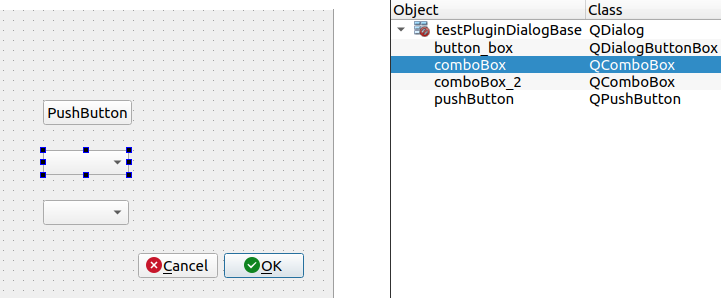 PushButton
Cancel
OK
Object Class
testPluginDialogBase QDialog
button_box QDialogButtonBox
comboBox QComboBox
comboBox_2 QComboBox
pushButton QPushButton